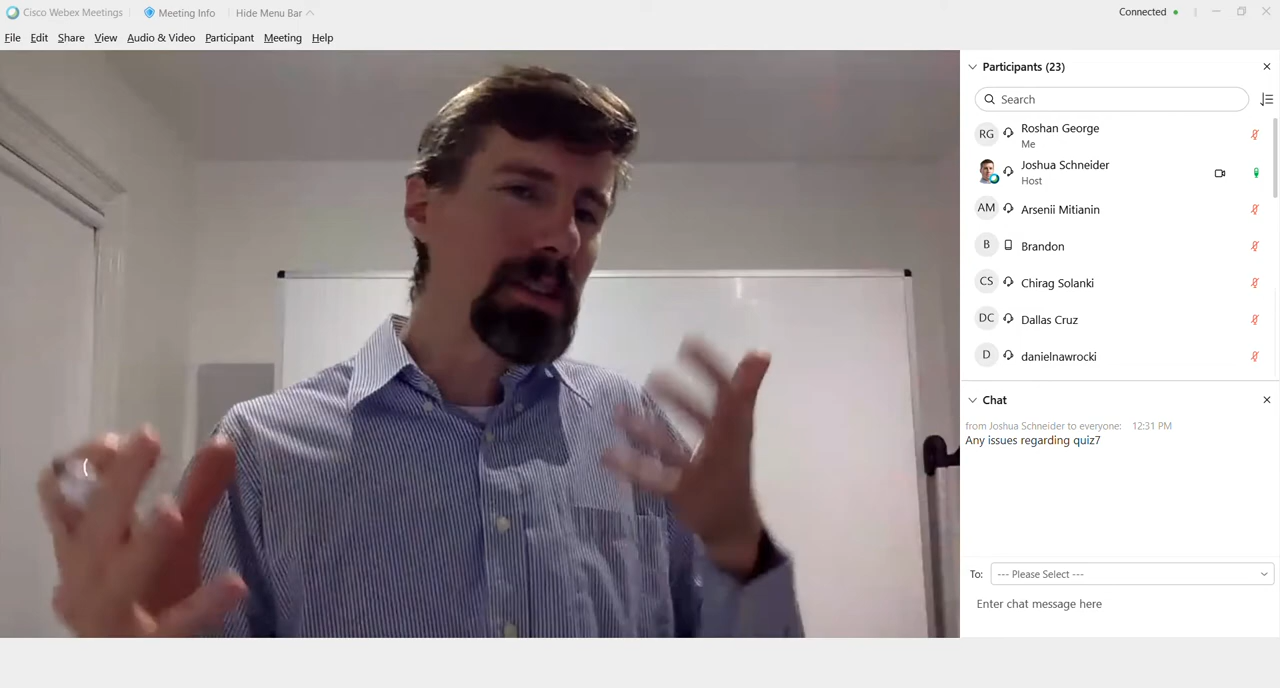 Cisco Webex Meetings
Meeting Info
Hide Menu Bar
Connected
File Edit Share View Audio & Video Participant Meeting Help
Participants (23)
Search
RG Roshan George
Me
Joshua Schneider
Host
AM Arsenii Mitianin
B Brandon
CS Chirag Solanki
DC Dallas Cruz
D danielnawrocki
Chat
from Joshua Schneider to everyone: 12:31 PM
Any issues regarding quiz7
To: --- Please Select ---
Enter chat message here